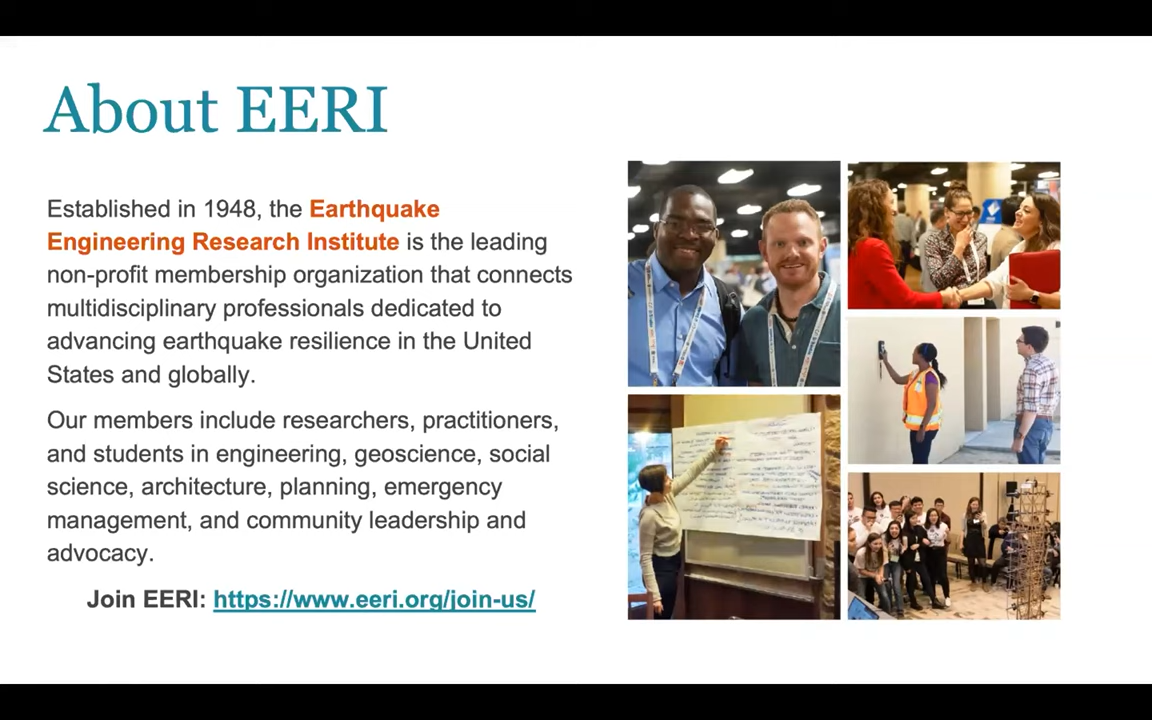 About EERI
Established in 1948, the Earthquake
Engineering Research Institute is the leading
non-profit membership organization that connects
multidisciplinary professionals dedicated to
advancing earthquake resilience in the United
States and globally.
Our members include researchers, practitioners,
and students in engineering, geoscience, social
science, architecture, planning, emergency
management, and community leadership and
advocacy.
Join EERI: https://www.eeri.org/join-us/